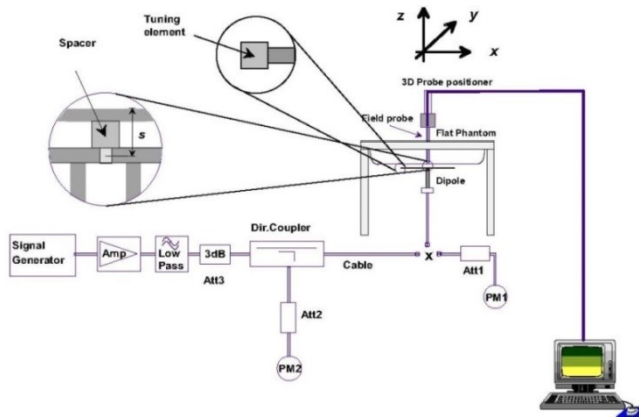 Tuning
element
Spacer
s
z
y
x
3D Probe positioner
Field probe
Flat Phantom
Dipole
Signal
Generator
Amp
Low
Pass
3dB
Att3
Dir.Coupler
Cable
x
Att1
PM1
Att2
PM2